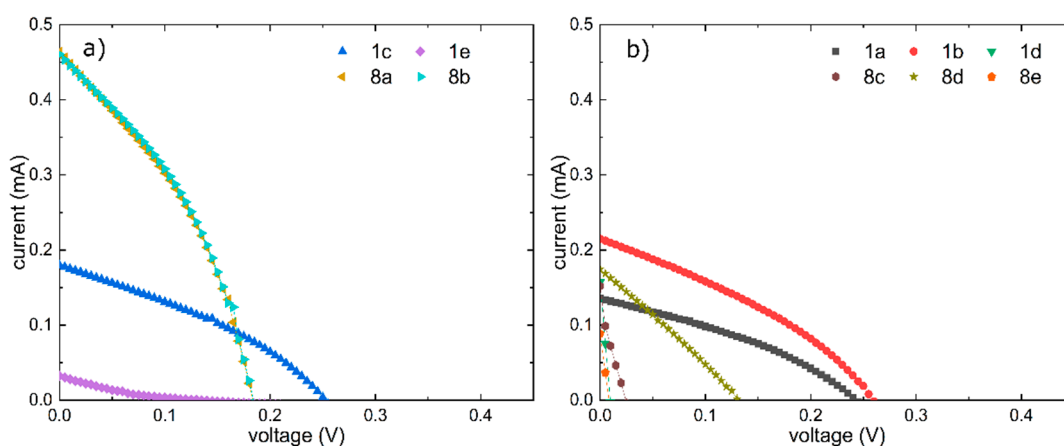 a)
1c 1e
8a 8b
0.5
0.4
0.3
0.2
0.1
0.0
current (mA)
0.0 0.1 0.2 0.3 0.4
voltage (V)
b)
1a 1b 1d
8c 8d 8e
0.5
0.4
0.3
0.2
0.1
0.0
current (mA)
0.0 0.1 0.2 0.3 0.4
voltage (V)